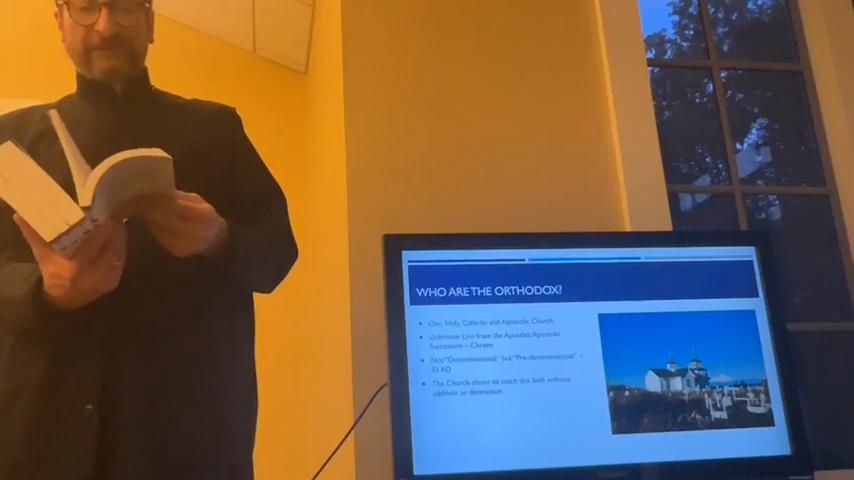 WHO ARE THE ORTHODOX?
• One, Holy, Catholic and Apostolic Church
• Unbroken Line from the Apostles: Apostolic
Succession – Chrism
• Not "Denominational" but "Pre-denominational" –
33 AD
• The Church claims to teach this faith without
addition or diminution